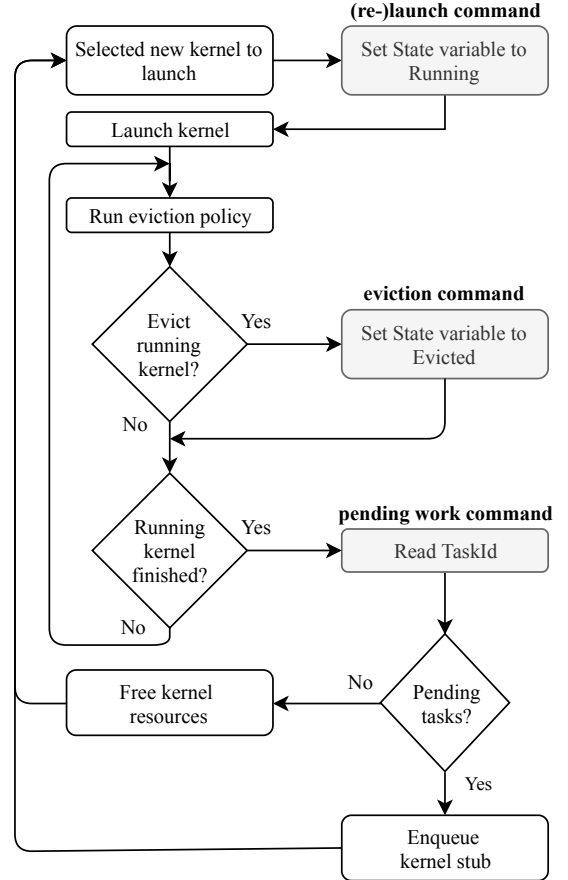 (re-)launch command
Selected new kernel to
launch
Set State variable to
Running
Launch kernel
Run eviction policy
eviction command
Evict
running
kernel?
Yes
Set State variable to
Evicted
No
pending work command
Running
kernel
finished?
Yes
Read TaskId
No
Free kernel
resources
No
Pending
tasks?
Yes
Enqueue
kernel stub